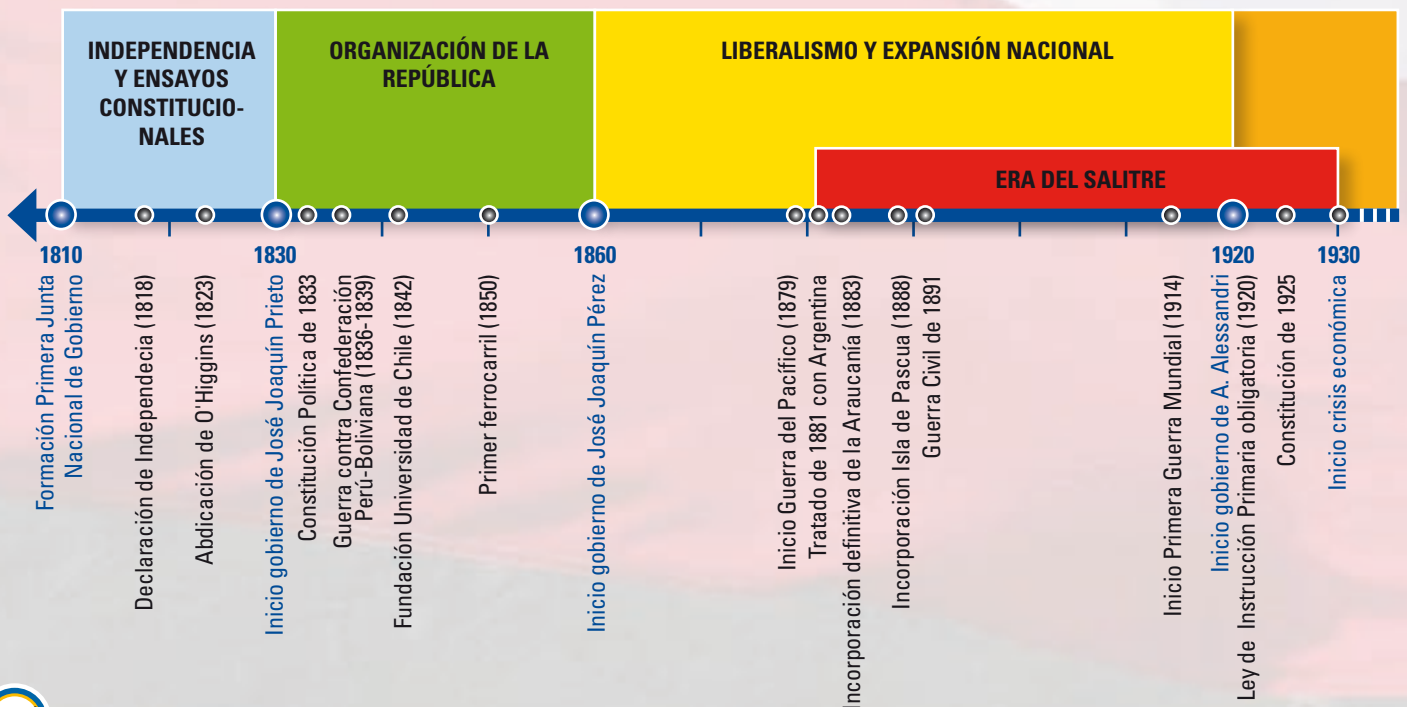 INDEPENDENCIA
Y ENSAYOS
CONSTITUCIO-
NALES
ORGANIZACIÓN DE LA
REPÚBLICA
LIBERALISMO Y EXPANSIÓN NACIONAL
ERA DEL SALITRE
1810
1830
1860
1920
1930
Formación Primera Junta
Nacional de Gobierno
Declaración de Indepedencia (1818)
Abdicación de O'Higgins (1823)
Inicio gobierno de José Joaquín Prieto
Constitución Política de 1833
Guerra contra Confederación
Perú-Boliviana (1836-1839)
Fundación Universidad de Chile (1842)
Primer ferrocarril (1850)
Inicio gobierno de José Joaquín Pérez
Inicio Guerra del Pacífico (1879)
Tratado de 1881 con Argentina
Incorporación definitiva de la Araucanía (1883)
Incorporación Isla de Pascua (1888)
Guerra Civil de 1891
Inicio Primera Guerra Mundial (1914)
Inicio gobierno de A. Alessandri
Ley de Instrucción Primaria obligatoria (1920)
Constitución de 1925
Inicio crisis económica